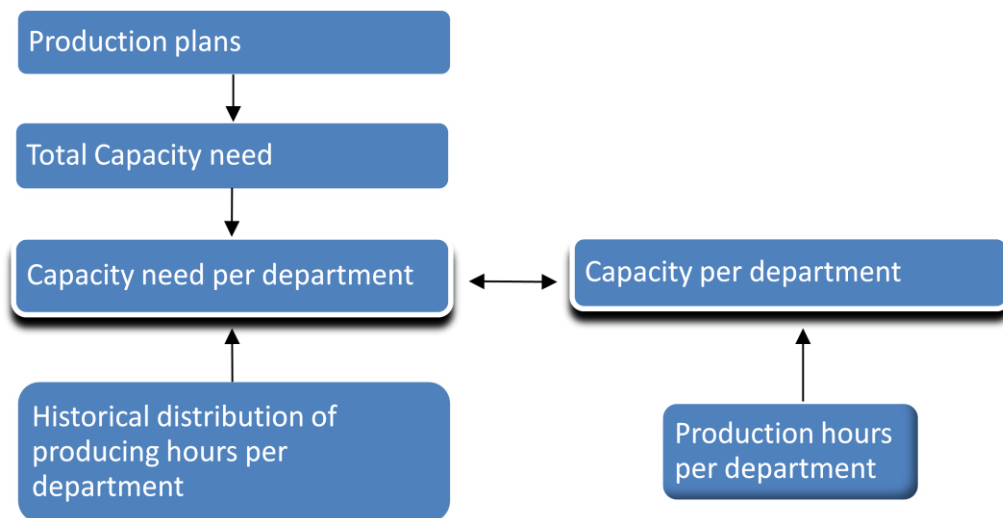 Production plans
Total Capacity need
Capacity need per department
Capacity per department
Historical distribution of
producing hours per
department
Production hours
per department